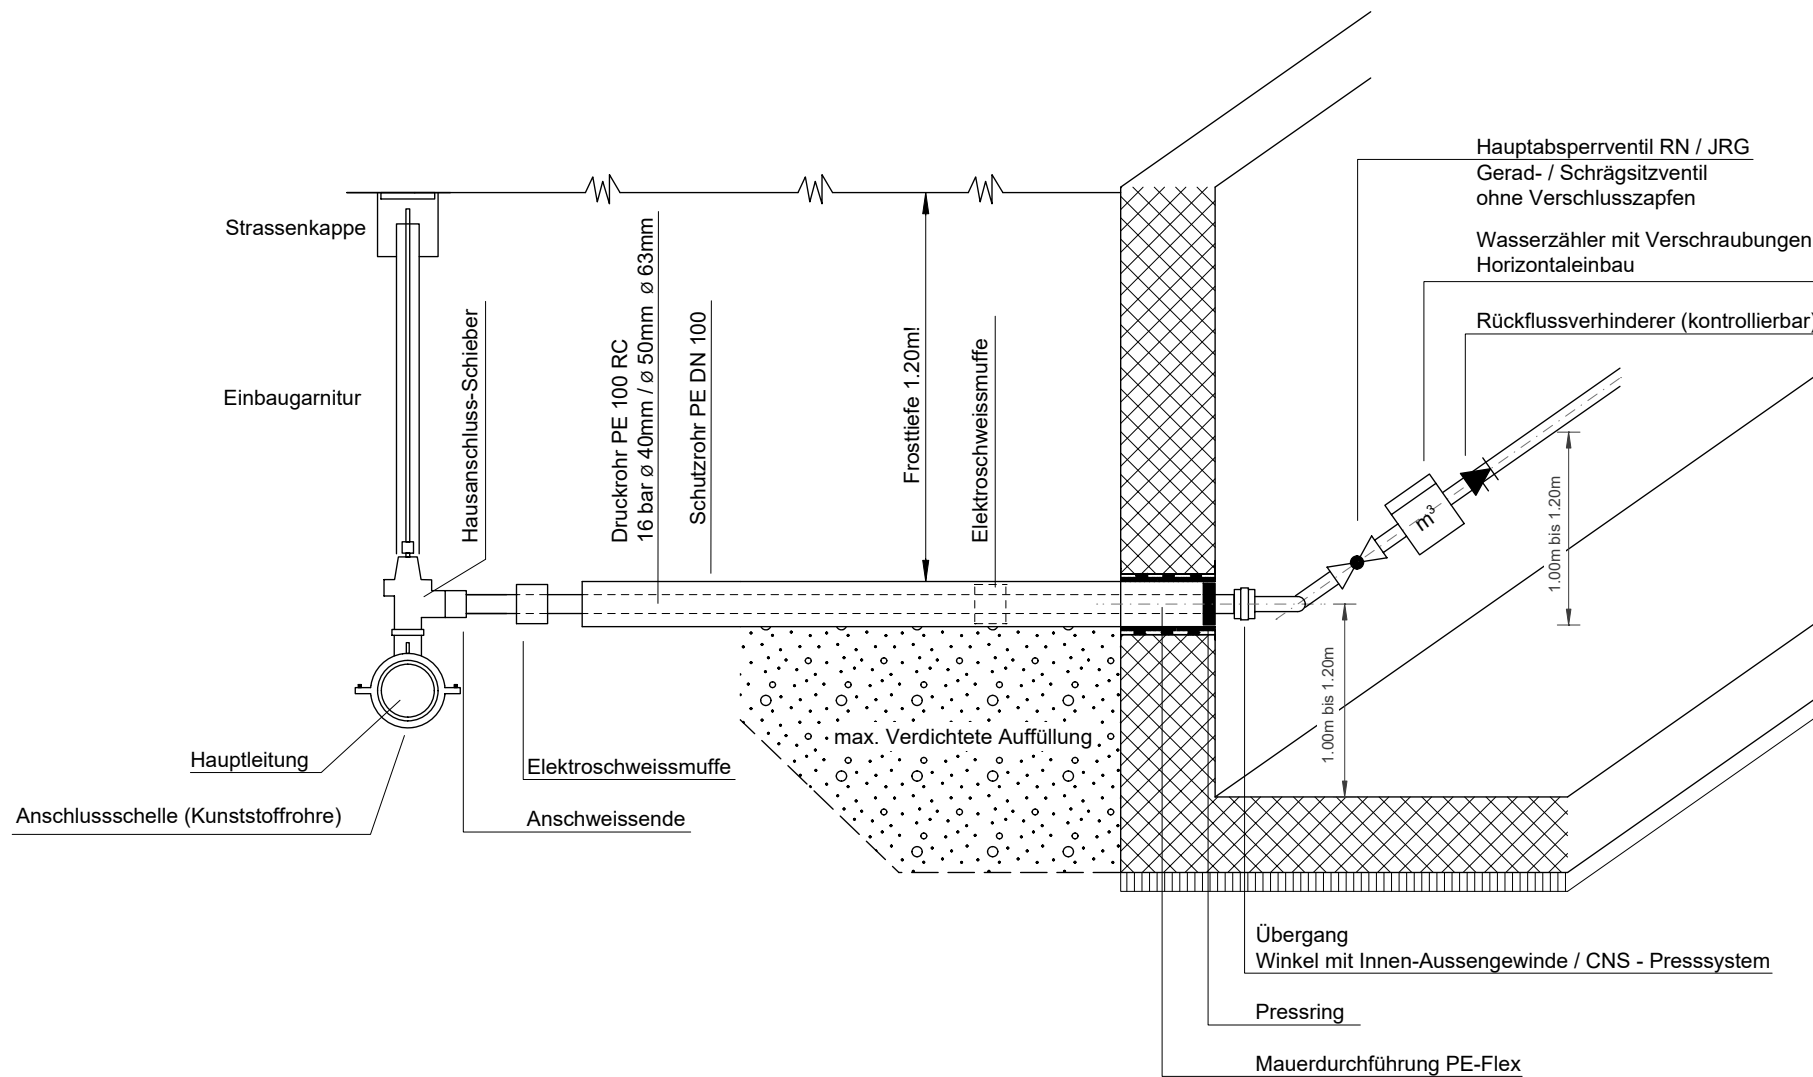 Hauptabsperrventil RN / JRG
Gerad- / Schrägsitzventil
ohne Verschlusszapfen
Wasserzähler mit Verschraubungen
Horizontaleinbau
Rückflussverhinderer (kontrollierbar)
Strassenkappe
Einbaugarnitur
Hausanschluss-Schieber
Druckrohr PE 100 RC
16 bar ø 40mm / ø 50mm ø 63mm
Schutzrohr PE DN 100
Frosttiefe 1.20m!
Elektroschweissmuffe
m³
1.00m bis 1.20m
1.00m bis 1.20m
max. Verdichtete Auffüllung
Hauptleitung
Anschlussschelle (Kunststoffrohre)
Elektroschweissmuffe
Anschweissende
Übergang
Winkel mit Innen-Aussengewinde / CNS - Presssystem
Pressring
Mauerdurchführung PE-Flex